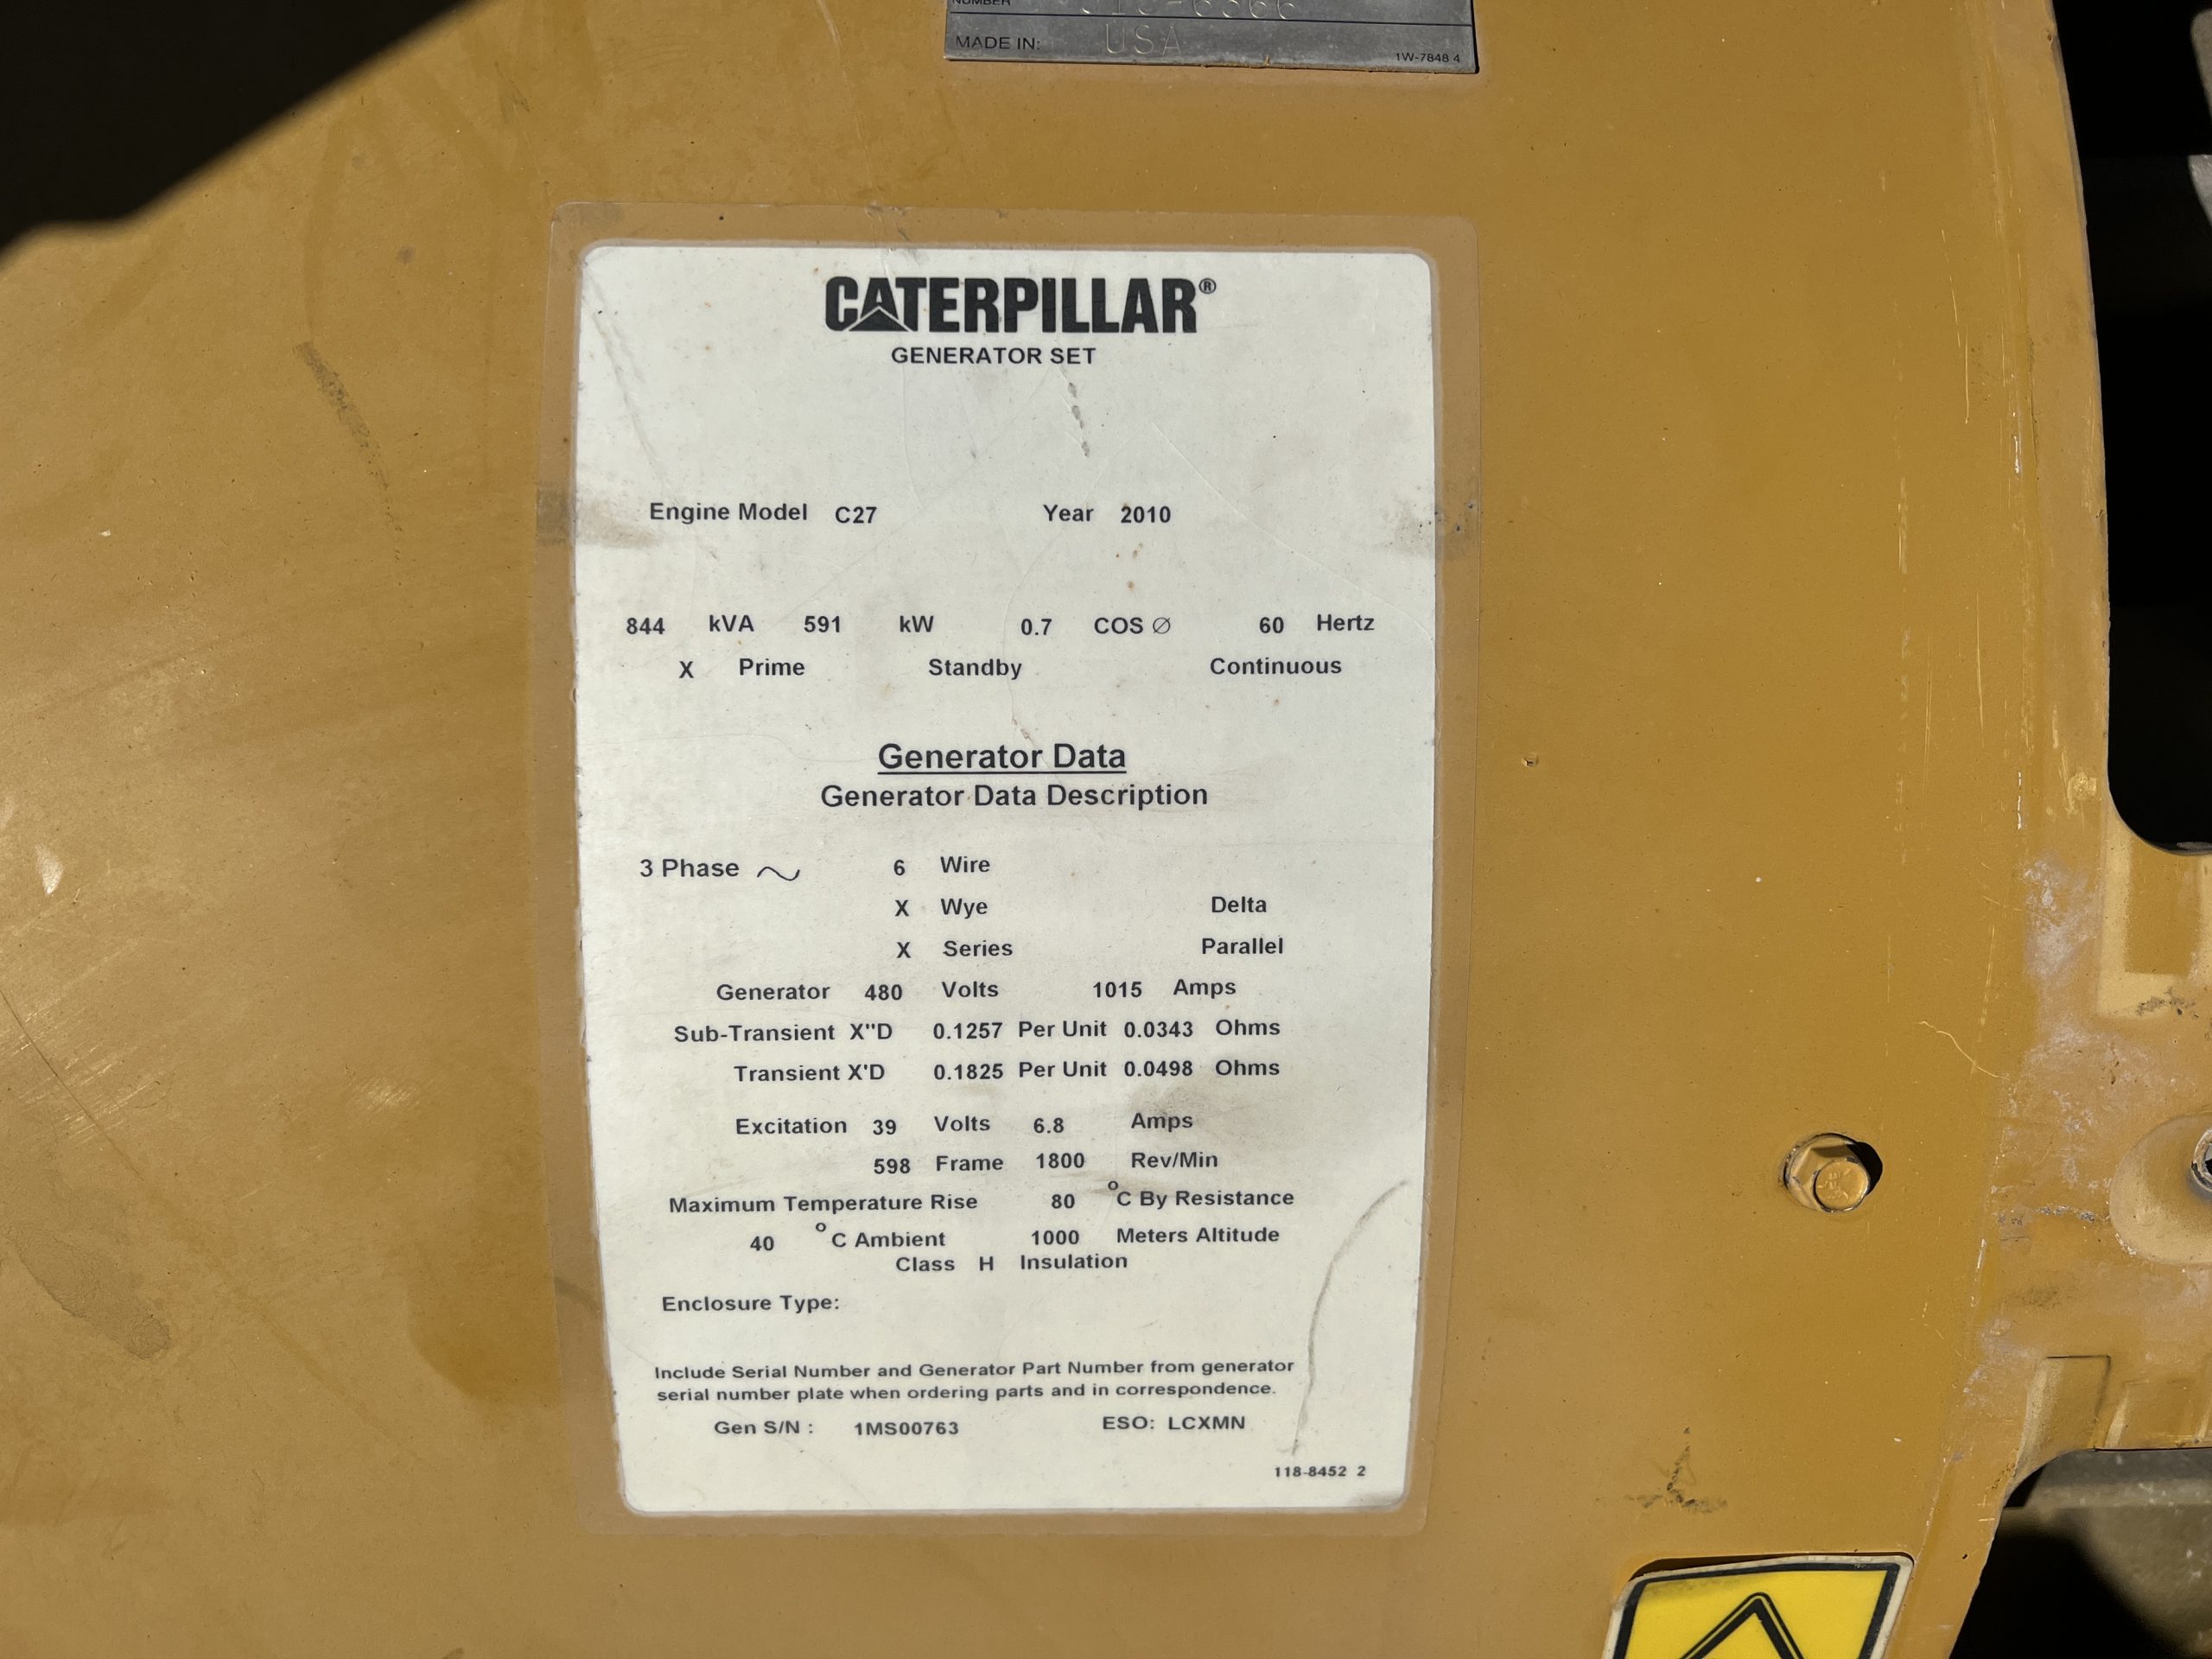 NUMBER
MADE IN: USA
1W-7848 4
CATERPILLAR®
GENERATOR SET
Engine Model C27 Year 2010
844 kVA 591 kW 0.7 COS ∅ 60 Hertz
X Prime Standby Continuous
Generator Data
Generator Data Description
3 Phase ~ 6 Wire
X Wye Delta
X Series Parallel
Generator 480 Volts 1015 Amps
Sub-Transient X"D 0.1257 Per Unit 0.0343 Ohms
Transient X'D 0.1825 Per Unit 0.0498 Ohms
Excitation 39 Volts 6.8 Amps
598 Frame 1800 Rev/Min
Maximum Temperature Rise 80 °C By Resistance
40 °C Ambient 1000 Meters Altitude
Class H Insulation
Enclosure Type:
Include Serial Number and Generator Part Number from generator
serial number plate when ordering parts and in correspondence.
Gen S/N : 1MS00763 ESO: LCXMN
118-8452 2